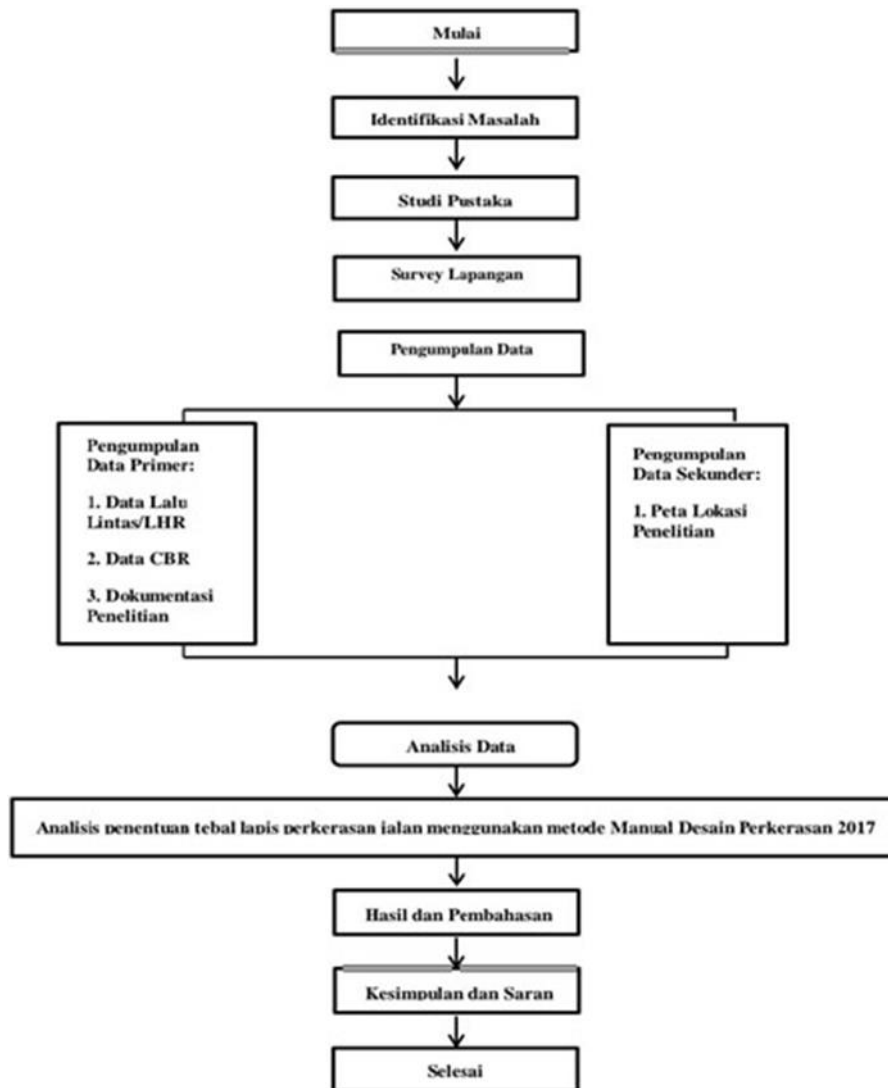 Mulai
Identifikasi Masalah
Studi Pustaka
Survey Lapangan
Pengumpulan Data
Pengumpulan
Data Primer:
1. Data Lalu
Lintas/LHR
2. Data CBR
3. Dokumentasi
Penelitian
Pengumpulan
Data Sekunder:
1. Peta Lokasi
Penelitian
Analisis Data
Analisis penentuan tebal lapis perkerasan jalan menggunakan metode Manual Desain Perkerasan 2017
Hasil dan Pembahasan
Kesimpulan dan Saran
Selesai